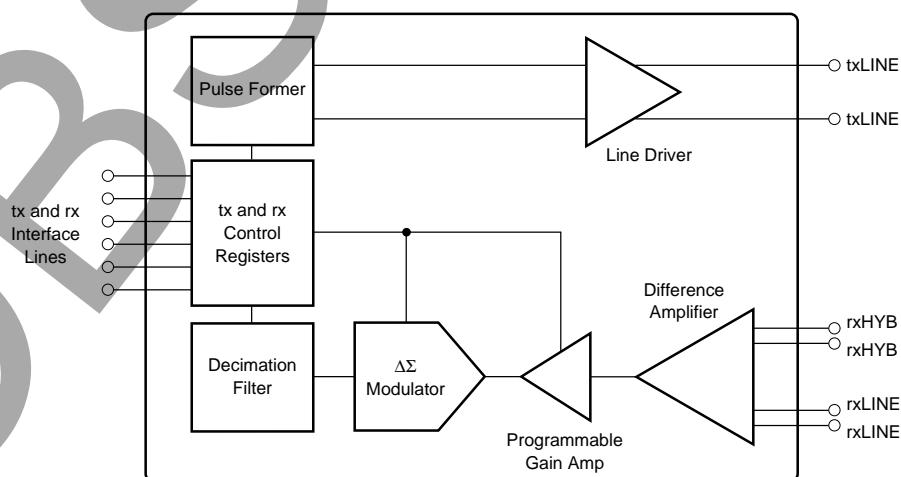 Pulse Former
txLINE
txLINE
Line Driver
tx and rx
Interface
Lines
tx and rx
Control
Registers
Difference
Amplifier
rxHYB
rxHYB
Decimation
Filter
ΔΣ
Modulator
rxLINE
rxLINE
Programmable
Gain Amp